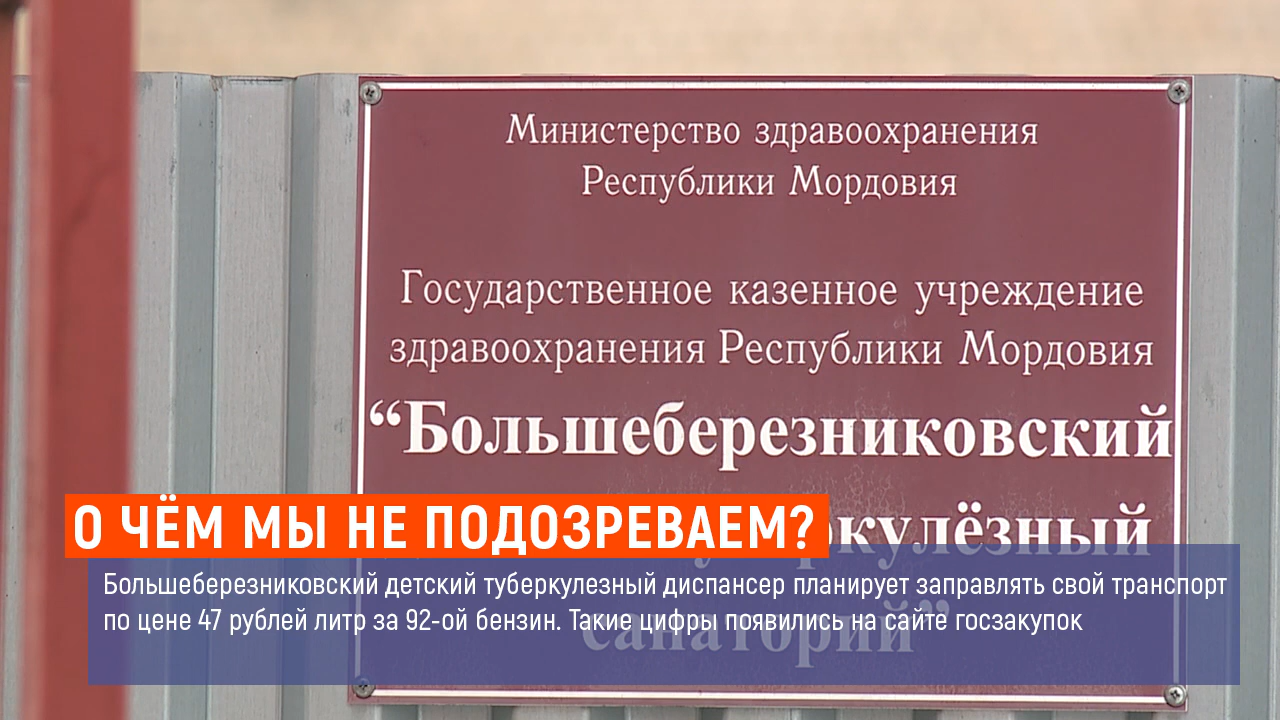 Министерство здравоохранения
Республики Мордовия
Государственное казенное учреждение
здравоохранения Республики Мордовия
“Большеберезниковский
туберкулёзный
санаторий”
О ЧЁМ МЫ НЕ ПОДОЗРЕВАЕМ?
Большеберезниковский детский туберкулезный диспансер планирует заправлять свой транспорт
по цене 47 рублей литр за 92-ой бензин. Такие цифры появились на сайте госзакупок